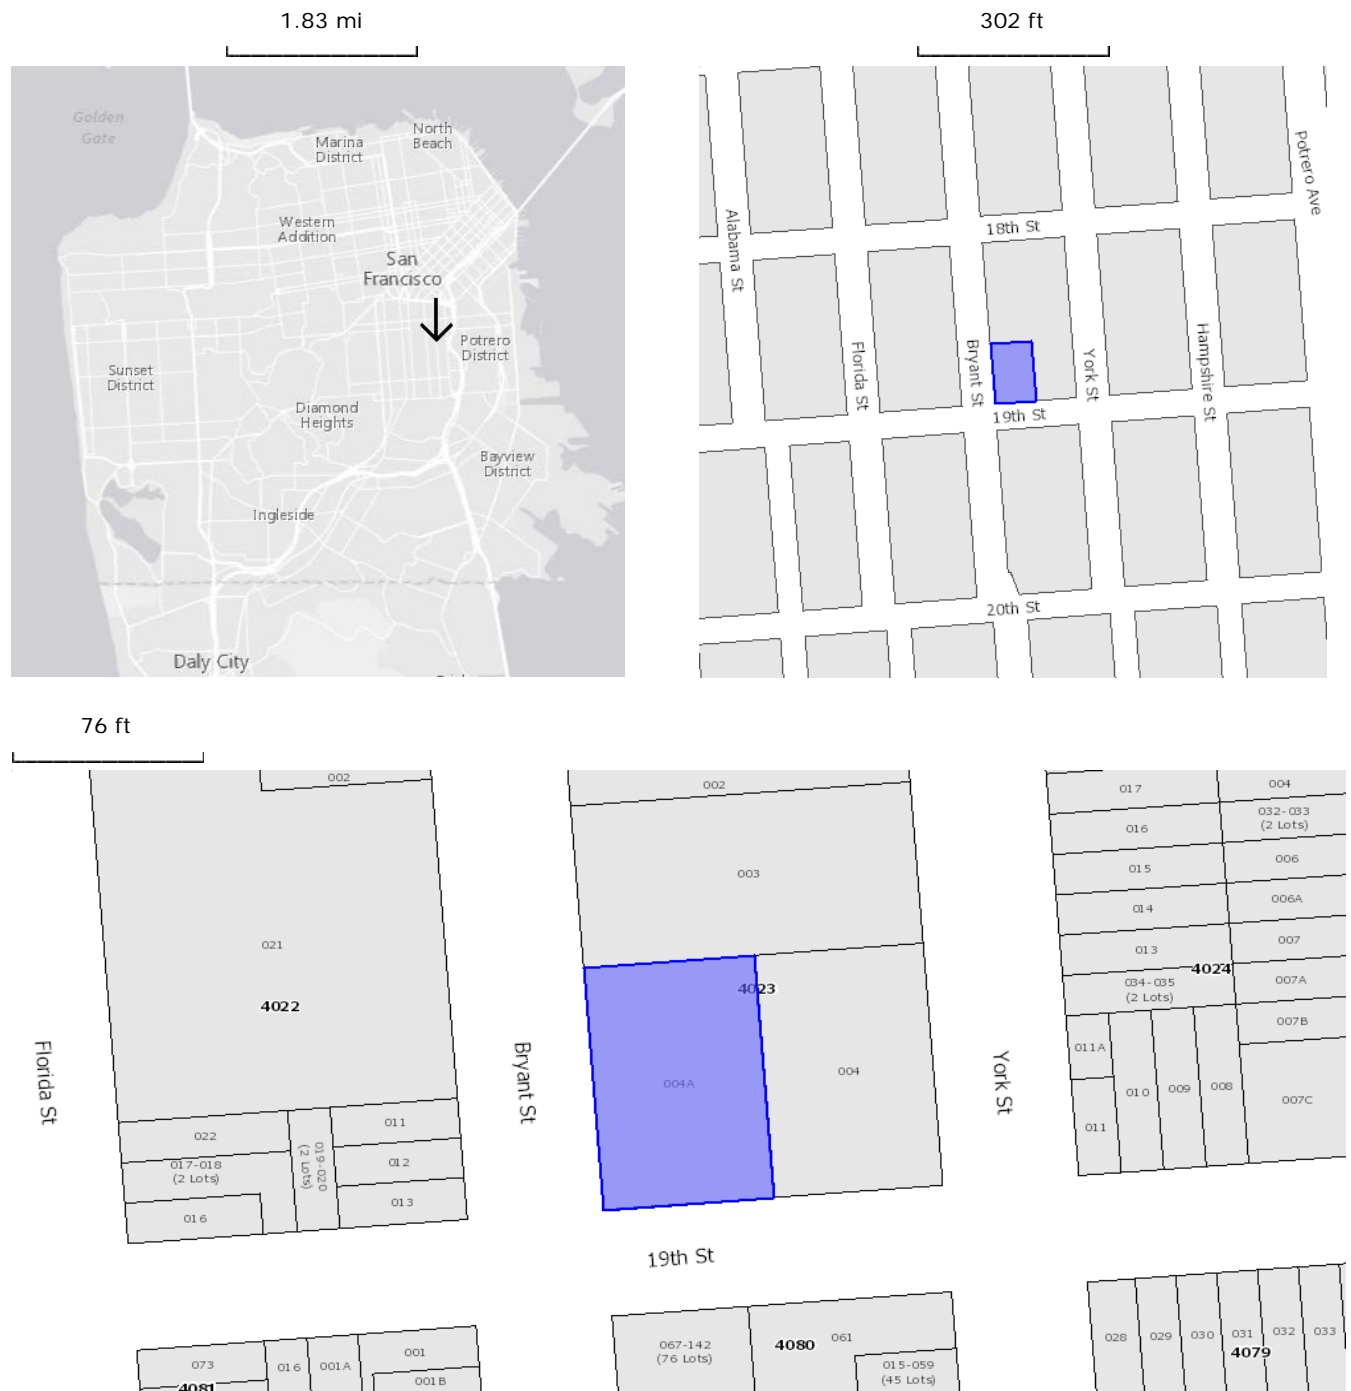 1.83 mi
Golden
Gate
Marina
District
North
Beach
Western
Addition
San
Francisco
Potrero
District
Sunset
District
Diamond
Heights
Bayview
District
Ingleside
Daly City
302 ft
Potrero Ave
Alabama St
18th St
Florida St
Bryant St
York St
Hampshire St
19th St
20th St
76 ft
002
002
017
004
016
032-033
(2 Lots)
003
015
006
014
006A
021
013
007
4022
4023
4024
034-035
(2 Lots)
007A
007B
Florida St
Bryant St
004A
004
York St
011A
010
009
008
007C
011
022
011
017-018
(2 Lots)
019-020
(2 Lots)
012
016
013
19th St
073
016
001A
001
001B
4081
067-142
(76 Lots)
4080
061
015-059
(45 Lots)
028
029
030
031
032
033
4079